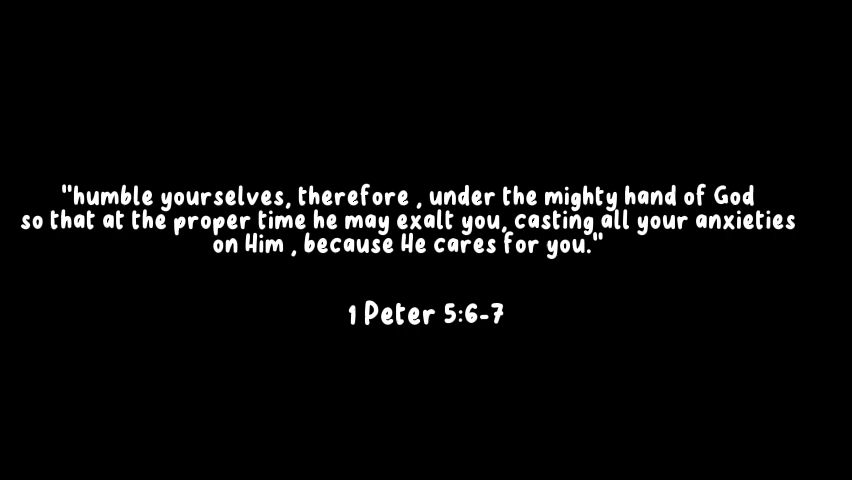 "humble yourselves, therefore , under the mighty hand of God
so that at the proper time he may exalt you, casting all your anxieties
on Him , because He cares for you."
1 Peter 5:6-7